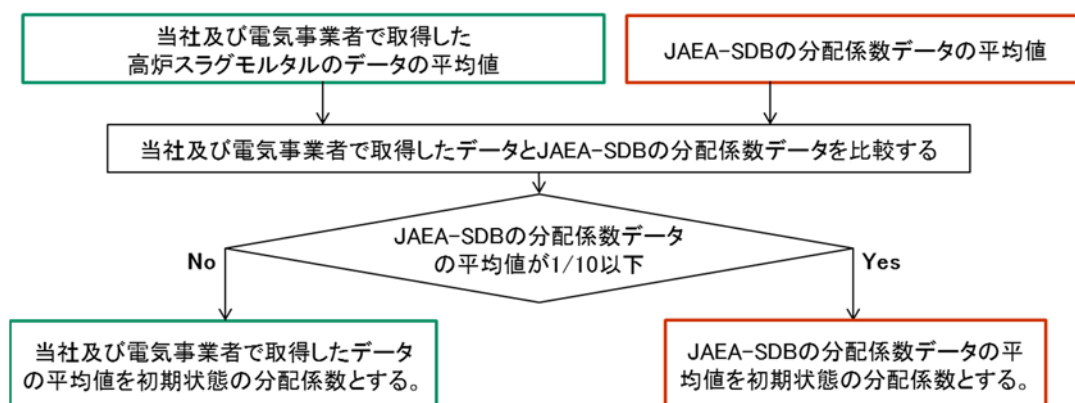 当社及び電気事業者で取得した
高炉スラグモルタルのデータの平均値
JAEA-SDBの分配係数データの平均値
当社及び電気事業者で取得したデータとJAEA-SDBの分配係数データを比較する
JAEA-SDBの分配係数データ
の平均値が1/10以下
No
Yes
当社及び電気事業者で取得したデータ
の平均値を初期状態の分配係数とする。
JAEA-SDBの分配係数データの平
均値を初期状態の分配係数とする。